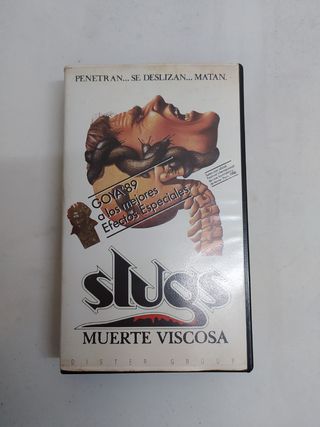 PENETRAN... SE DESLIZAN... MATAN.
GOYA'89
a los mejores
Efectos Especiales
slugs
MUERTE VISCOSA
DISTER GROUP